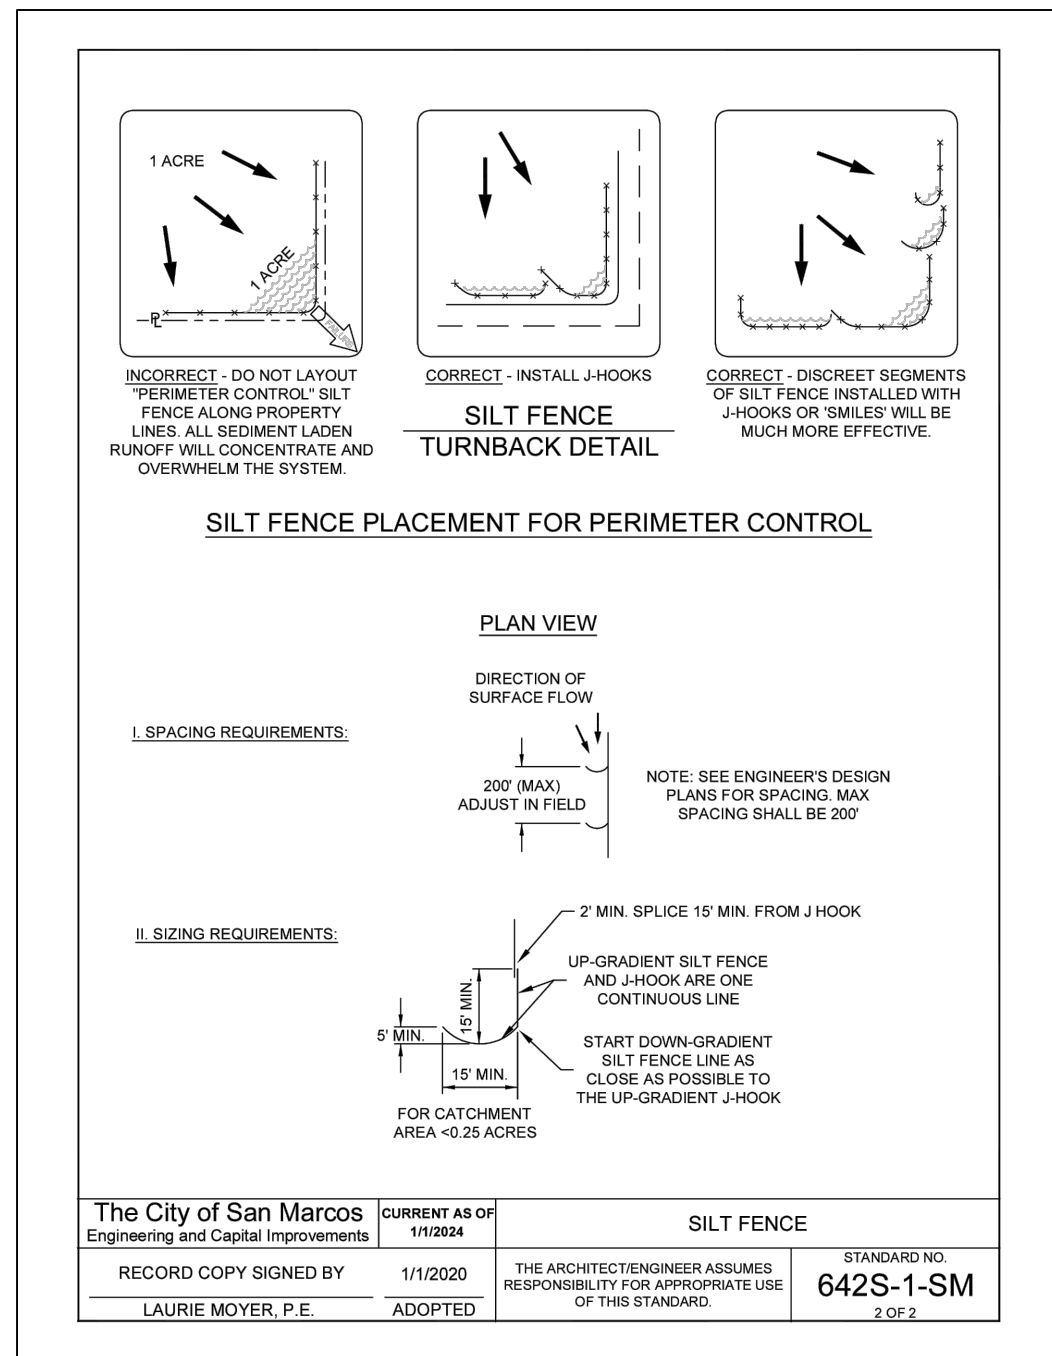 1 ACRE
1 ACRE
PL
FAILURE
INCORRECT - DO NOT LAYOUT
"PERIMETER CONTROL" SILT
FENCE ALONG PROPERTY
LINES. ALL SEDIMENT LADEN
RUNOFF WILL CONCENTRATE AND
OVERWHELM THE SYSTEM.
CORRECT - INSTALL J-HOOKS
SILT FENCE
TURNBACK DETAIL
CORRECT - DISCREET SEGMENTS
OF SILT FENCE INSTALLED WITH
J-HOOKS OR 'SMILES' WILL BE
MUCH MORE EFFECTIVE.
SILT FENCE PLACEMENT FOR PERIMETER CONTROL
PLAN VIEW
DIRECTION OF
SURFACE FLOW
I. SPACING REQUIREMENTS:
200' (MAX)
ADJUST IN FIELD
NOTE: SEE ENGINEER'S DESIGN
PLANS FOR SPACING. MAX
SPACING SHALL BE 200'
II. SIZING REQUIREMENTS:
2' MIN. SPLICE 15' MIN. FROM J HOOK
UP-GRADIENT SILT FENCE
AND J-HOOK ARE ONE
CONTINUOUS LINE
15' MIN.
5' MIN.
15' MIN.
START DOWN-GRADIENT
SILT FENCE LINE AS
CLOSE AS POSSIBLE TO
THE UP-GRADIENT J-HOOK
FOR CATCHMENT
AREA <0.25 ACRES
The City of San Marcos
Engineering and Capital Improvements
CURRENT AS OF
1/1/2024
SILT FENCE
RECORD COPY SIGNED BY
LAURIE MOYER, P.E.
1/1/2020
ADOPTED
THE ARCHITECT/ENGINEER ASSUMES
RESPONSIBILITY FOR APPROPRIATE USE
OF THIS STANDARD.
STANDARD NO.
642S-1-SM
2 OF 2